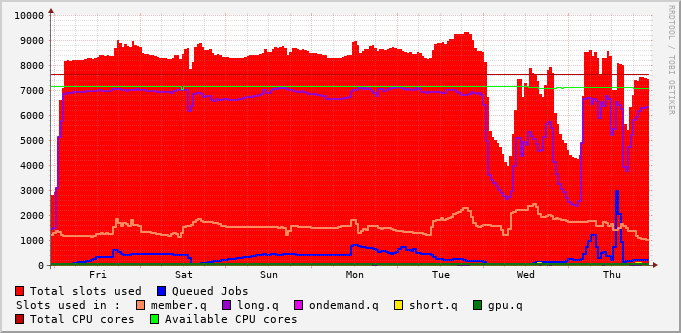 10000
9000
8000
7000
6000
5000
4000
3000
2000
1000
0
Fri Sat Sun Mon Tue Wed Thu
RRDTOOL / TOBI OETIKER
Total slots used Queued Jobs
Slots used in : member.q long.q ondemand.q short.q gpu.q
Total CPU cores Available CPU cores